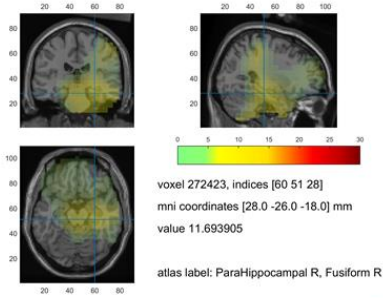 20 40 60 80
20 40 60 80 100
80
60
40
20
80
60
40
20
0 5 10 15 20 25 30
20 40 60 80
100
80
60
40
20
voxel 272423, indices [60 51 28]
mni coordinates [28.0 -26.0 -18.0] mm
value 11.693905
atlas label: ParaHippocampal R, Fusiform R